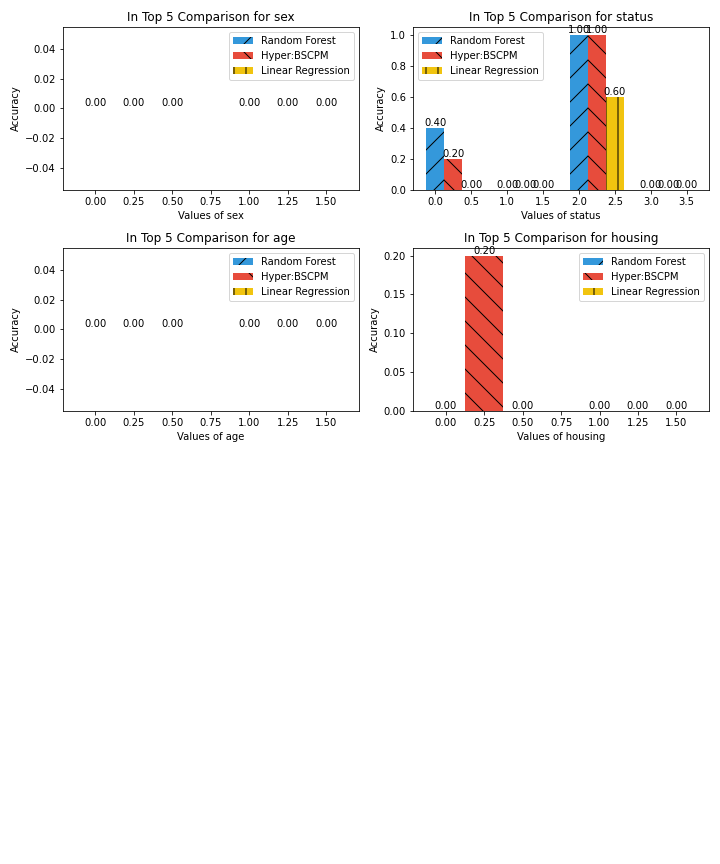 In Top 5 Comparison for sex
Accuracy
0.04
0.02
0.00
−0.02
−0.04
Random Forest
Hyper:BSCPM
Linear Regression
0.00 0.00 0.00 0.00 0.00 0.00
0.00 0.25 0.50 0.75 1.00 1.25 1.50
Values of sex
In Top 5 Comparison for status
Accuracy
1.0
0.8
0.6
0.4
0.2
0.0
Random Forest
Hyper:BSCPM
Linear Regression
0.40 0.20 0.00 0.00 0.00 0.00 1.00 1.00 0.60 0.00 0.00 0.00
0.0 0.5 1.0 1.5 2.0 2.5 3.0 3.5
Values of status
In Top 5 Comparison for age
Accuracy
0.04
0.02
0.00
−0.02
−0.04
Random Forest
Hyper:BSCPM
Linear Regression
0.00 0.00 0.00 0.00 0.00 0.00
0.00 0.25 0.50 0.75 1.00 1.25 1.50
Values of age
In Top 5 Comparison for housing
Accuracy
0.20
0.15
0.10
0.05
0.00
Random Forest
Hyper:BSCPM
Linear Regression
0.00 0.20 0.00 0.00 0.00 0.00
0.00 0.25 0.50 0.75 1.00 1.25 1.50
Values of housing